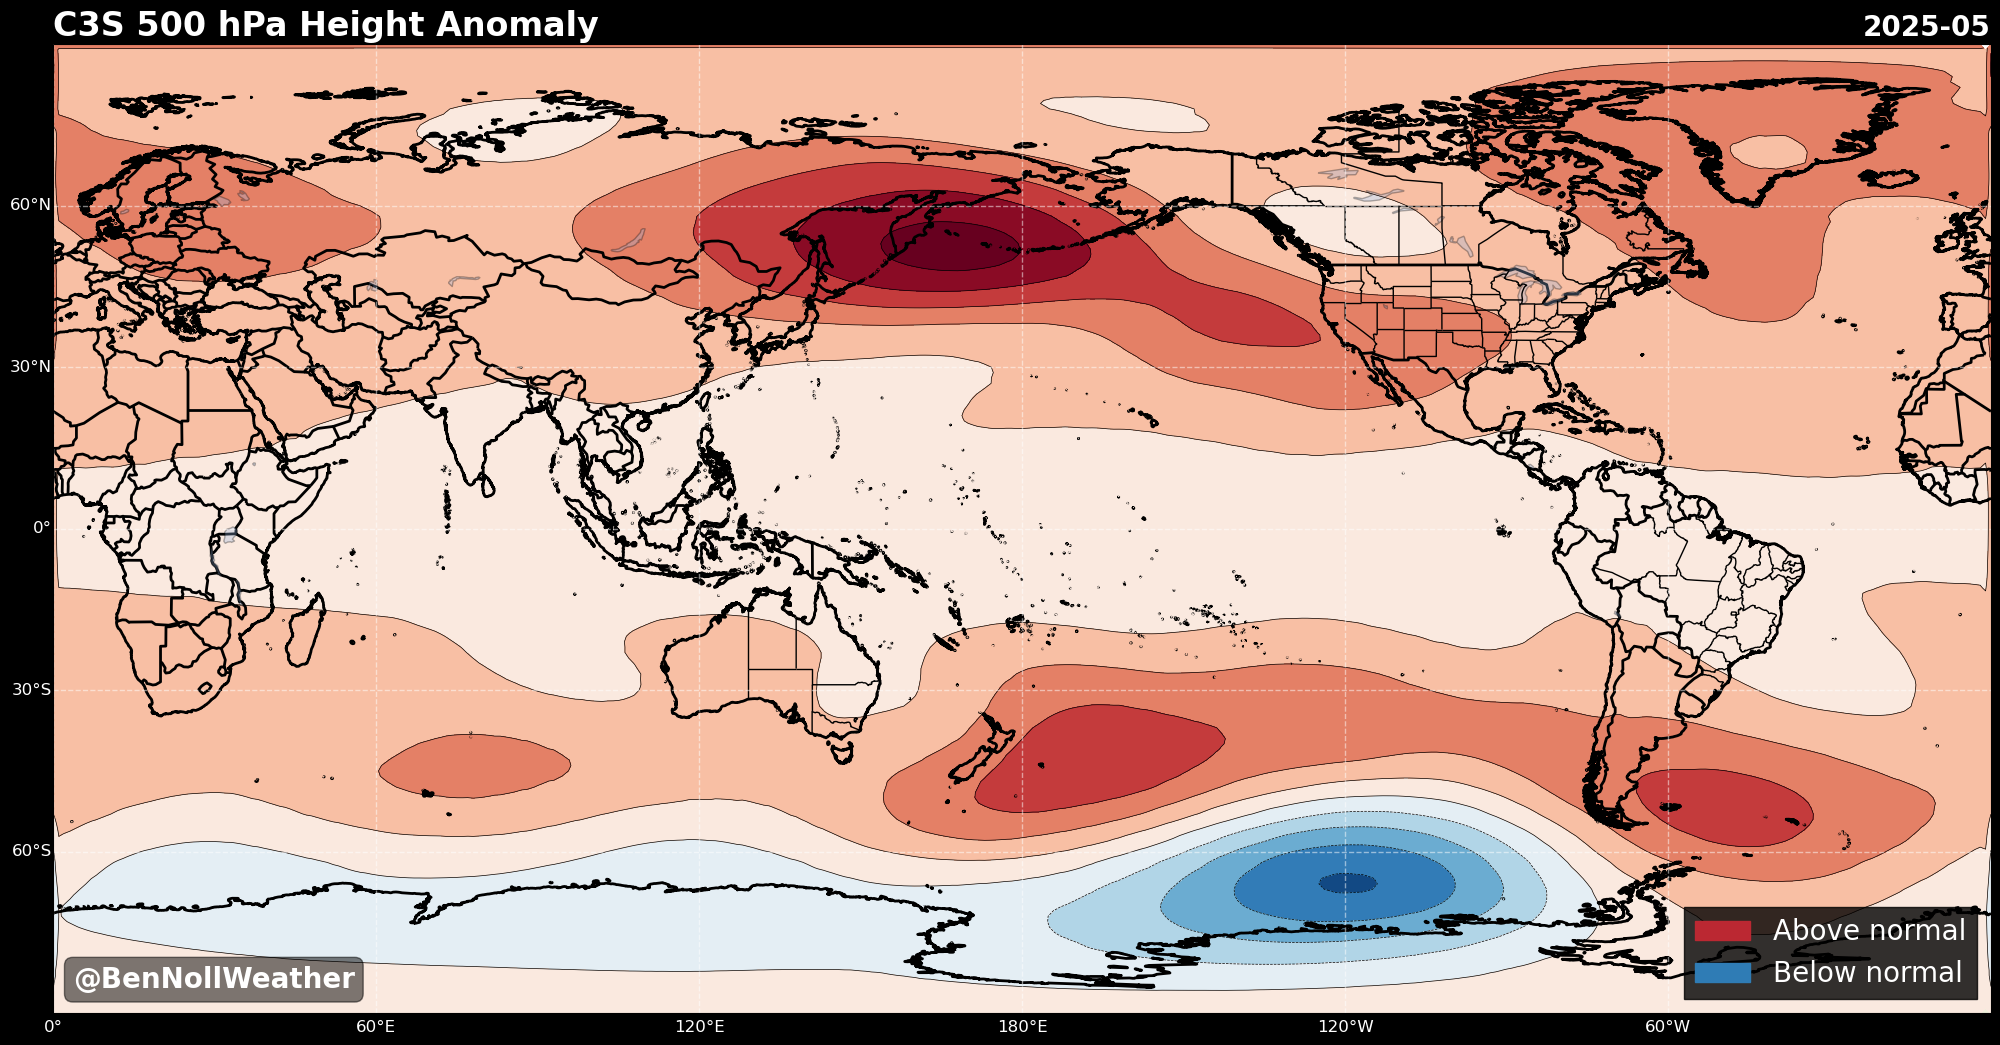 C3S 500 hPa Height Anomaly
2025-05
60°N
30°N
0°
30°S
60°S
0°
60°E
120°E
180°E
120°W
60°W
@BenNollWeather
Above normal
Below normal